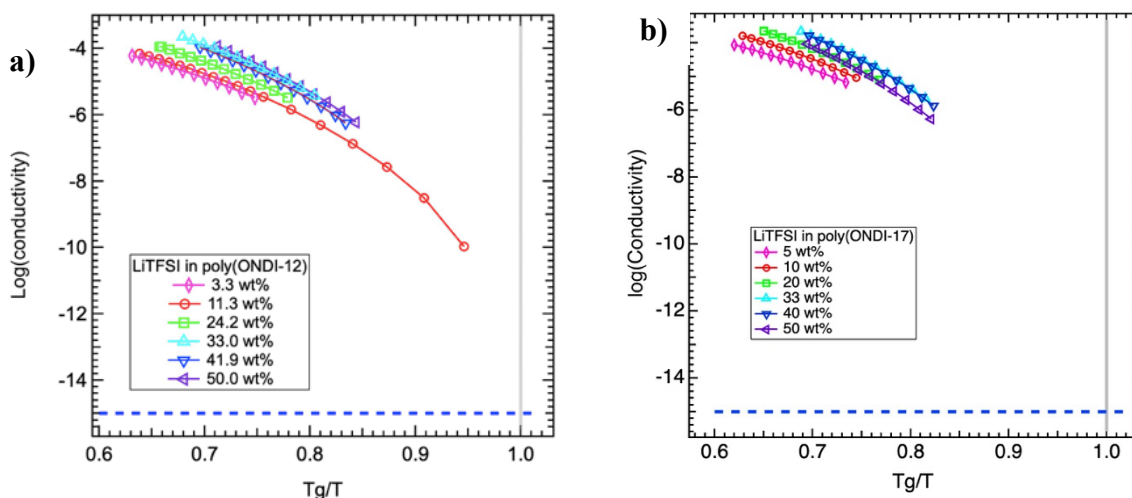 a)
Log(conductivity)
-4
-6
-8
-10
-12
-14
LiTFSI in poly(ONDI-12)
3.3 wt%
11.3 wt%
24.2 wt%
33.0 wt%
41.9 wt%
50.0 wt%
0.6 0.7 0.8 0.9 1.0
Tg/T
b)
log(Conductivity)
-6
-8
-10
-12
-14
LiTFSI in poly(ONDI-17)
5 wt%
10 wt%
20 wt%
33 wt%
40 wt%
50 wt%
0.6 0.7 0.8 0.9 1.0
Tg/T